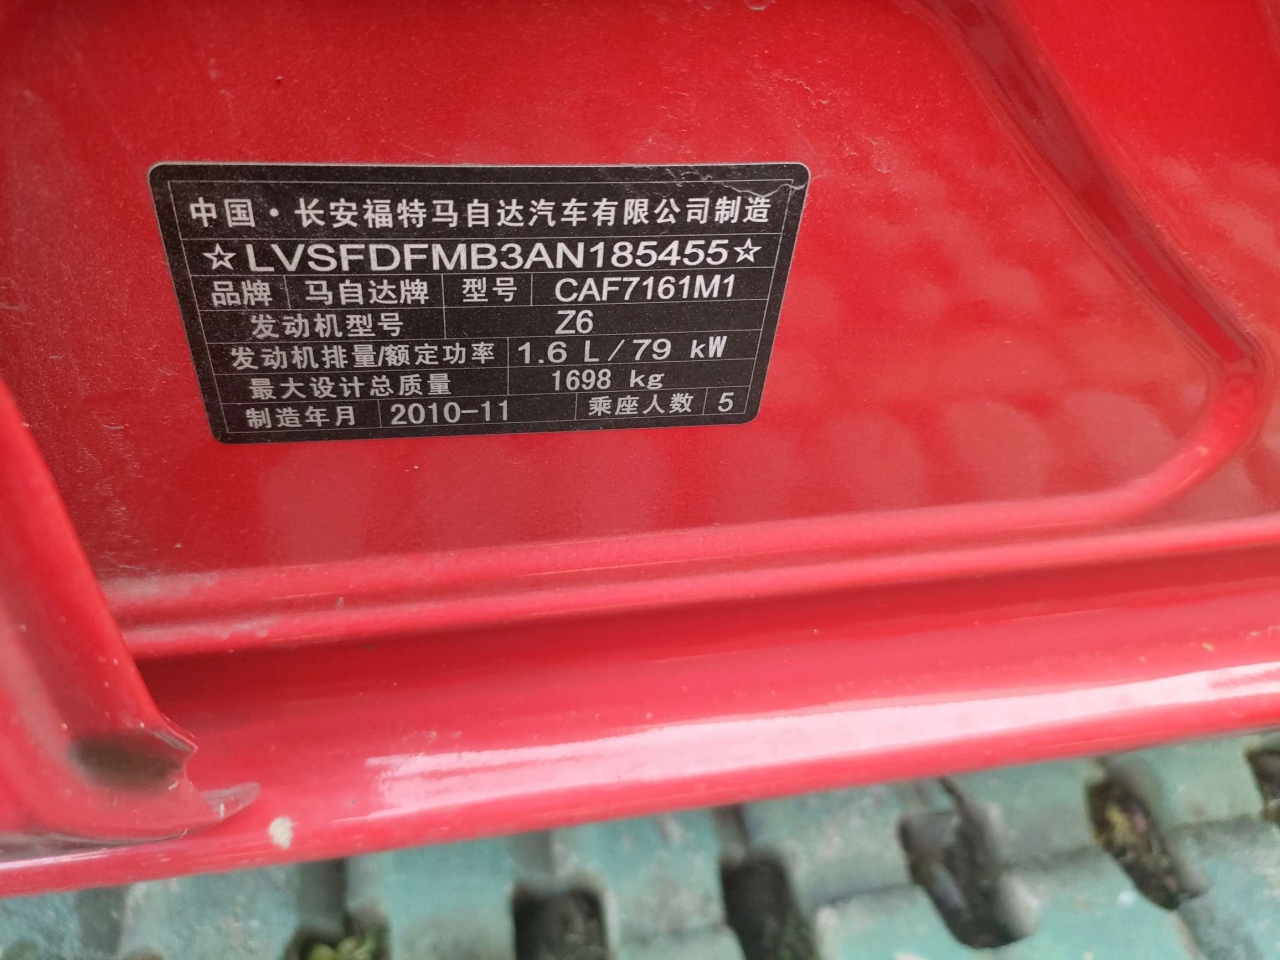 中国·长安福特马自达汽车有限公司制造
☆LVSFDFMB3AN185455☆
品牌 马自达牌 型号 CAF7161M1
发动机型号 Z6
发动机排量/额定功率 1.6 L/79 kW
最大设计总质量 1698 kg
制造年月 2010-11 乘座人数 5